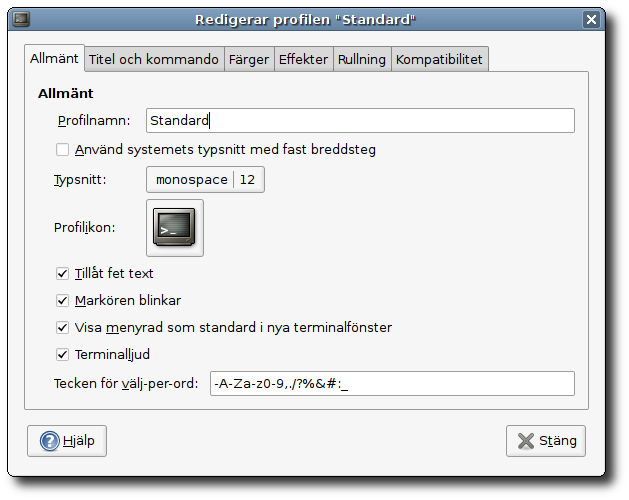 Redigerar profilen "Standard"
Allmänt Titel och kommando Färger Effekter Rullning Kompatibilitet
Allmänt
Profilnamn: Standard
Använd systemets typsnitt med fast breddsteg
Typsnitt: monospace 12
Profilikon: >_
Tillåt fet text
Markören blinkar
Visa menyrad som standard i nya terminalfönster
Terminalljud
Tecken för välj-per-ord: -A-Za-z0-9,./?%&#:_
Hjälp Stäng